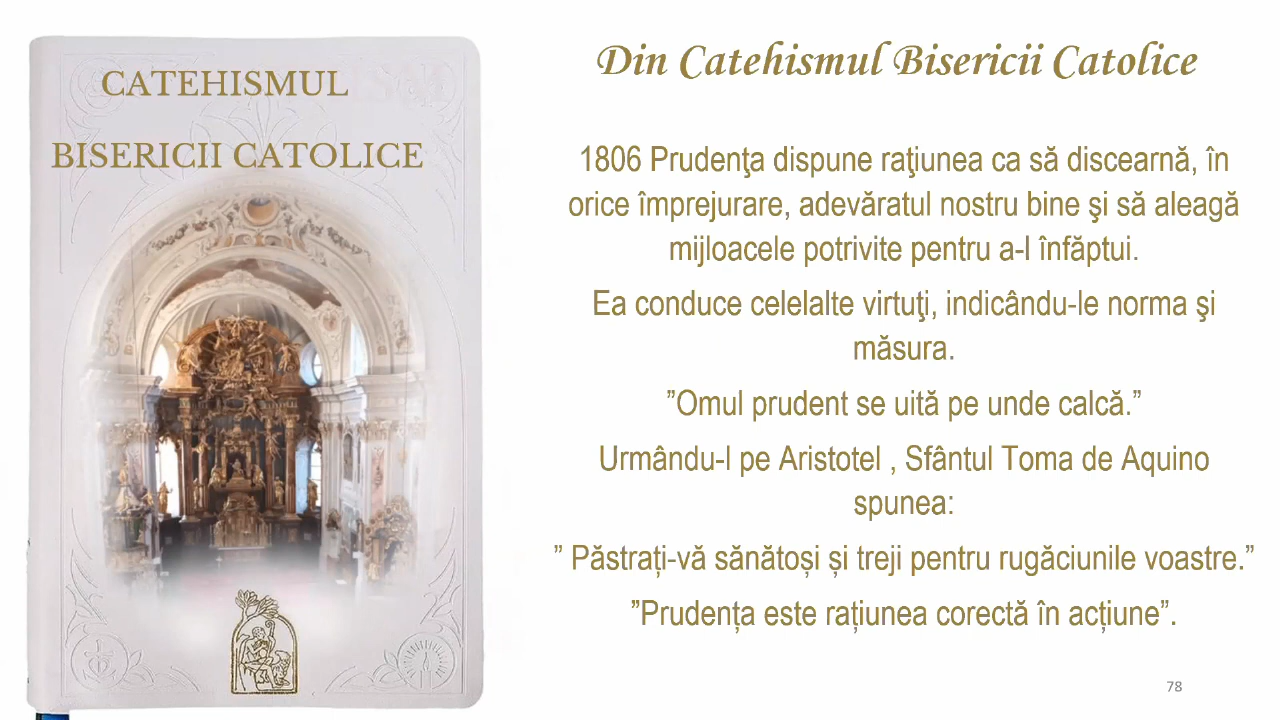 CATEHISMUL
BISERICII CATOLICE
Din Catehismul Bisericii Catolice
1806 Prudenţa dispune raţiunea ca să discearnă, în
orice împrejurare, adevăratul nostru bine şi să aleagă
mijloacele potrivite pentru a-l înfăptui.
Ea conduce celelalte virtuţi, indicându-le norma şi
măsura.
”Omul prudent se uită pe unde calcă.”
Urmându-l pe Aristotel , Sfântul Toma de Aquino
spunea:
” Păstrați-vă sănătoși și treji pentru rugăciunile voastre.”
”Prudența este rațiunea corectă în acțiune”.
78